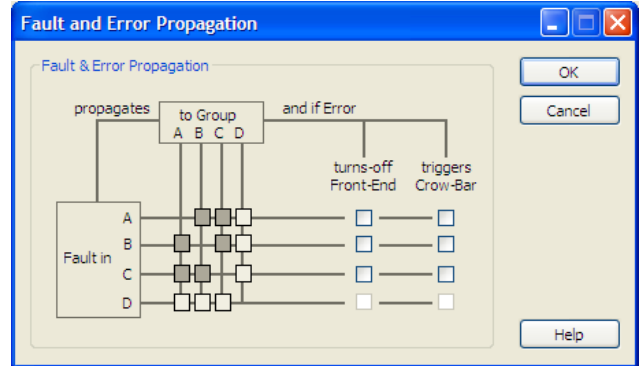 Fault and Error Propagation
Fault & Error Propagation
OK
Cancel
propagates
to Group
A B C D
and if Error
turns-off
Front-End
triggers
Crow-Bar
Fault in
A
B
C
D
Help